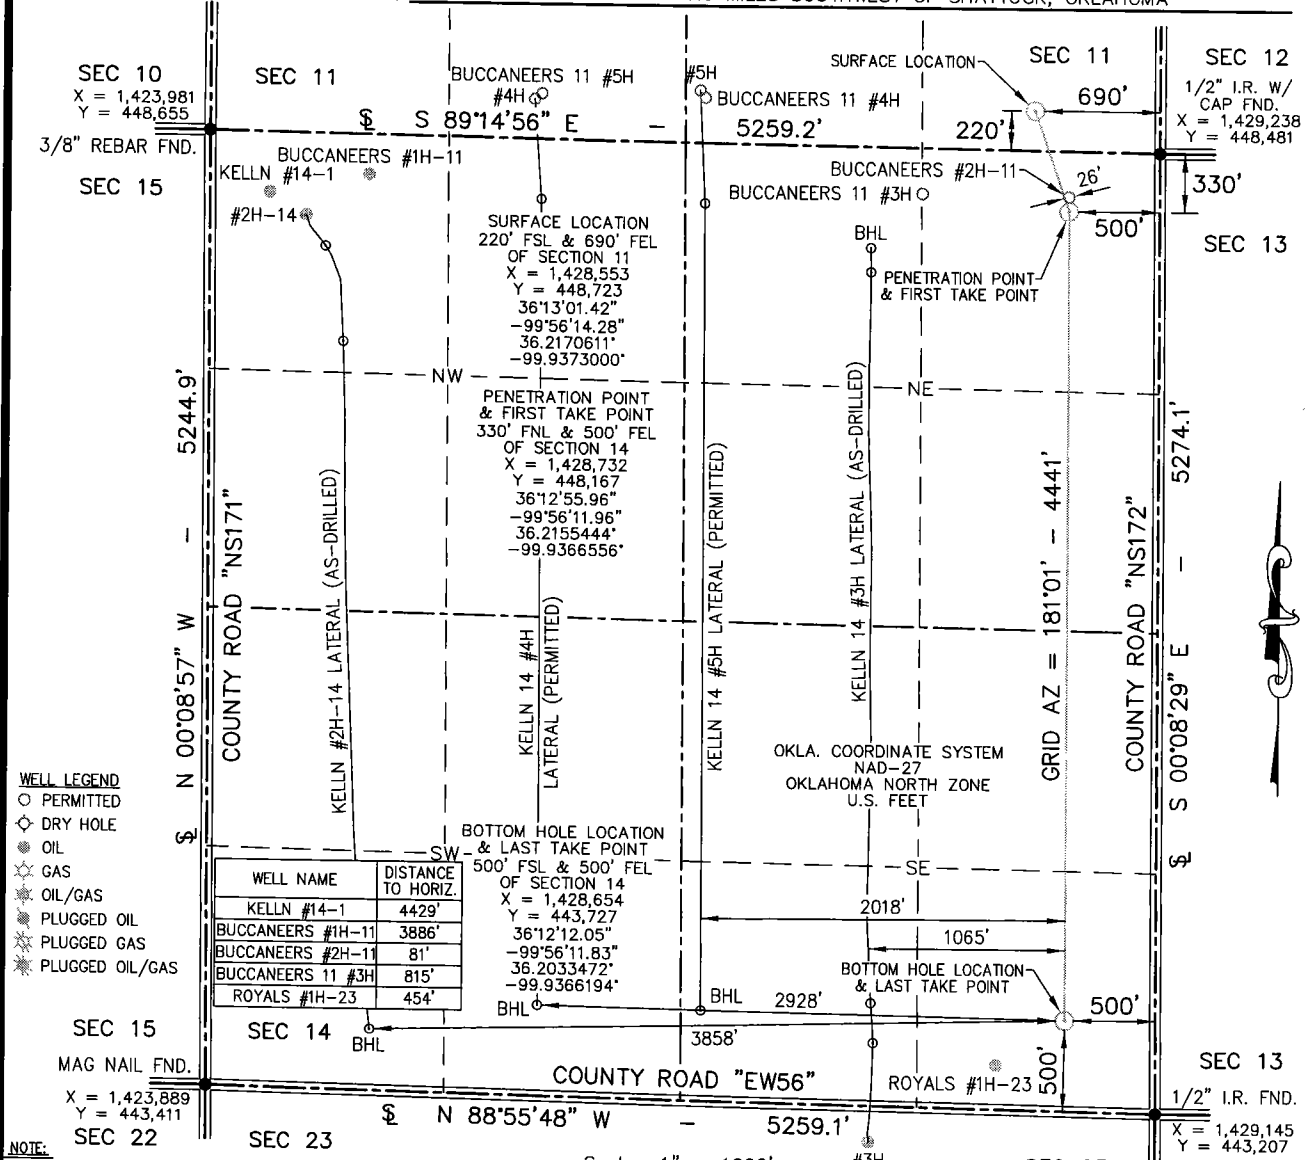 SEC 10
X = 1,423,981
Y = 448,655
3/8" REBAR FND.
SEC 15
SEC 11
BUCCANEERS 11 #5H
#4H
S 89°14'56" E - 5259.2'
#5H
BUCCANEERS 11 #4H
SURFACE LOCATION
SEC 11
690'
220'
SEC 12
1/2" I.R. W/
CAP FND.
X = 1,429,238
Y = 448,481
330'
BUCCANEERS #1H-11
KELLN #14-1
#2H-14
BUCCANEERS #2H-11
BUCCANEERS 11 #3H
26'
500'
SEC 13
BHL
PENETRATION POINT
& FIRST TAKE POINT
SURFACE LOCATION
220' FSL & 690' FEL
OF SECTION 11
X = 1,428,553
Y = 448,723
36°13'01.42"
-99°56'14.28"
36.2170611°
-99.9373000°
NW
NE
PENETRATION POINT
& FIRST TAKE POINT
330' FNL & 500' FEL
OF SECTION 14
X = 1,428,732
Y = 448,167
36°12'55.96"
-99°56'11.96"
36.2155444°
-99.9366556°
N 00°08'57" W - 5244.9'
COUNTY ROAD "NS171"
KELLN #2H-14 LATERAL (AS-DRILLED)
KELLN 14 #4H
LATERAL (PERMITTED)
KELLN 14 #5H LATERAL (PERMITTED)
KELLN 14 #3H LATERAL (AS-DRILLED)
GRID AZ = 181°01' - 4441'
COUNTY ROAD "NS172"
S 00°08'29" E - 5274.1'
OKLA. COORDINATE SYSTEM
NAD-27
OKLAHOMA NORTH ZONE
U.S. FEET
WELL LEGEND
PERMITTED
DRY HOLE
OIL
GAS
OIL/GAS
PLUGGED OIL
PLUGGED GAS
PLUGGED OIL/GAS
SW
SE
WELL NAME DISTANCE TO HORIZ.
KELLN #14-1 4429'
BUCCANEERS #1H-11 3886'
BUCCANEERS #2H-11 81'
BUCCANEERS 11 #3H 815'
ROYALS #1H-23 454'
BOTTOM HOLE LOCATION
& LAST TAKE POINT
500' FSL & 500' FEL
OF SECTION 14
X = 1,428,654
Y = 443,727
36°12'12.05"
-99°56'11.83"
36.2033472°
-99.9366194°
2018'
1065'
BOTTOM HOLE LOCATION
& LAST TAKE POINT
BHL
BHL
2928'
500'
BHL
3858'
500'
SEC 15
SEC 14
MAG NAIL FND.
X = 1,423,889
Y = 443,411
SEC 22
SEC 23
COUNTY ROAD "EW56"
N 88°55'48" W - 5259.1'
ROYALS #1H-23
SEC 13
1/2" I.R. FND.
X = 1,429,145
Y = 443,207
#3H
NOTE: